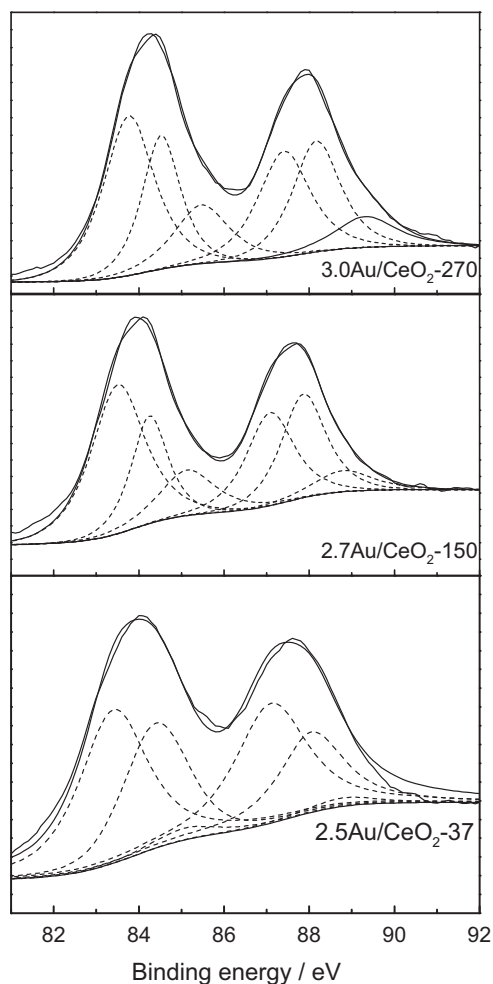 3.0Au/CeO₂-270
2.7Au/CeO₂-150
2.5Au/CeO₂-37
82 84 86 88 90 92
Binding energy / eV